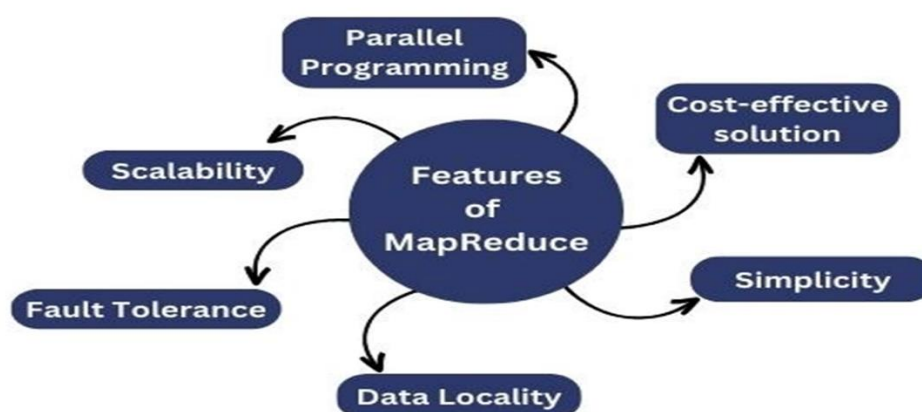 Parallel
Programming
Cost-effective
solution
Scalability
Features
of
MapReduce
Simplicity
Fault Tolerance
Data Locality